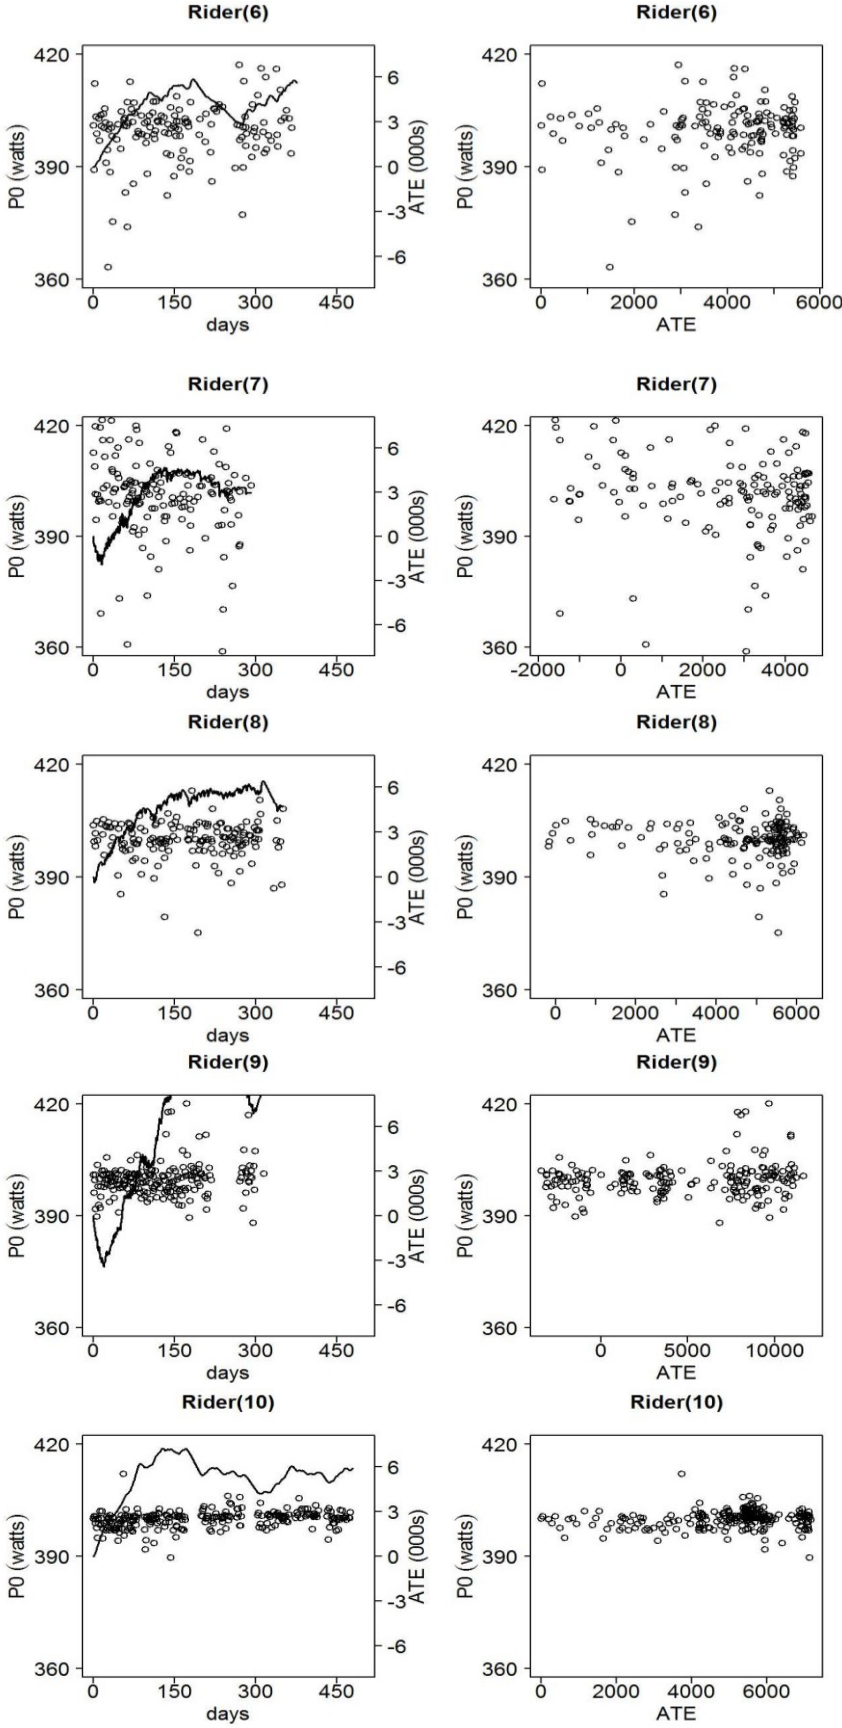 Rider(6) Rider(6)
420 420
6
3
390 0 390
-3
-6
360 360
P0 (watts) ATE (000s) P0 (watts)
0 150 300 450 0 2000 4000 6000
days ATE
Rider(7) Rider(7)
420 420
6
3
390 0 390
-3
-6
360 360
P0 (watts) ATE (000s) P0 (watts)
0 150 300 450 -2000 0 2000 4000
days ATE
Rider(8) Rider(8)
420 420
6
3
390 0 390
-3
-6
360 360
P0 (watts) ATE (000s) P0 (watts)
0 150 300 450 0 2000 4000 6000
days ATE
Rider(9) Rider(9)
420 420
6
3
390 0 390
-3
-6
360 360
P0 (watts) ATE (000s) P0 (watts)
0 150 300 450 0 5000 10000
days ATE
Rider(10) Rider(10)
420 420
6
3
390 0 390
-3
-6
360 360
P0 (watts) ATE (000s) P0 (watts)
0 150 300 450 0 2000 4000 6000
days ATE